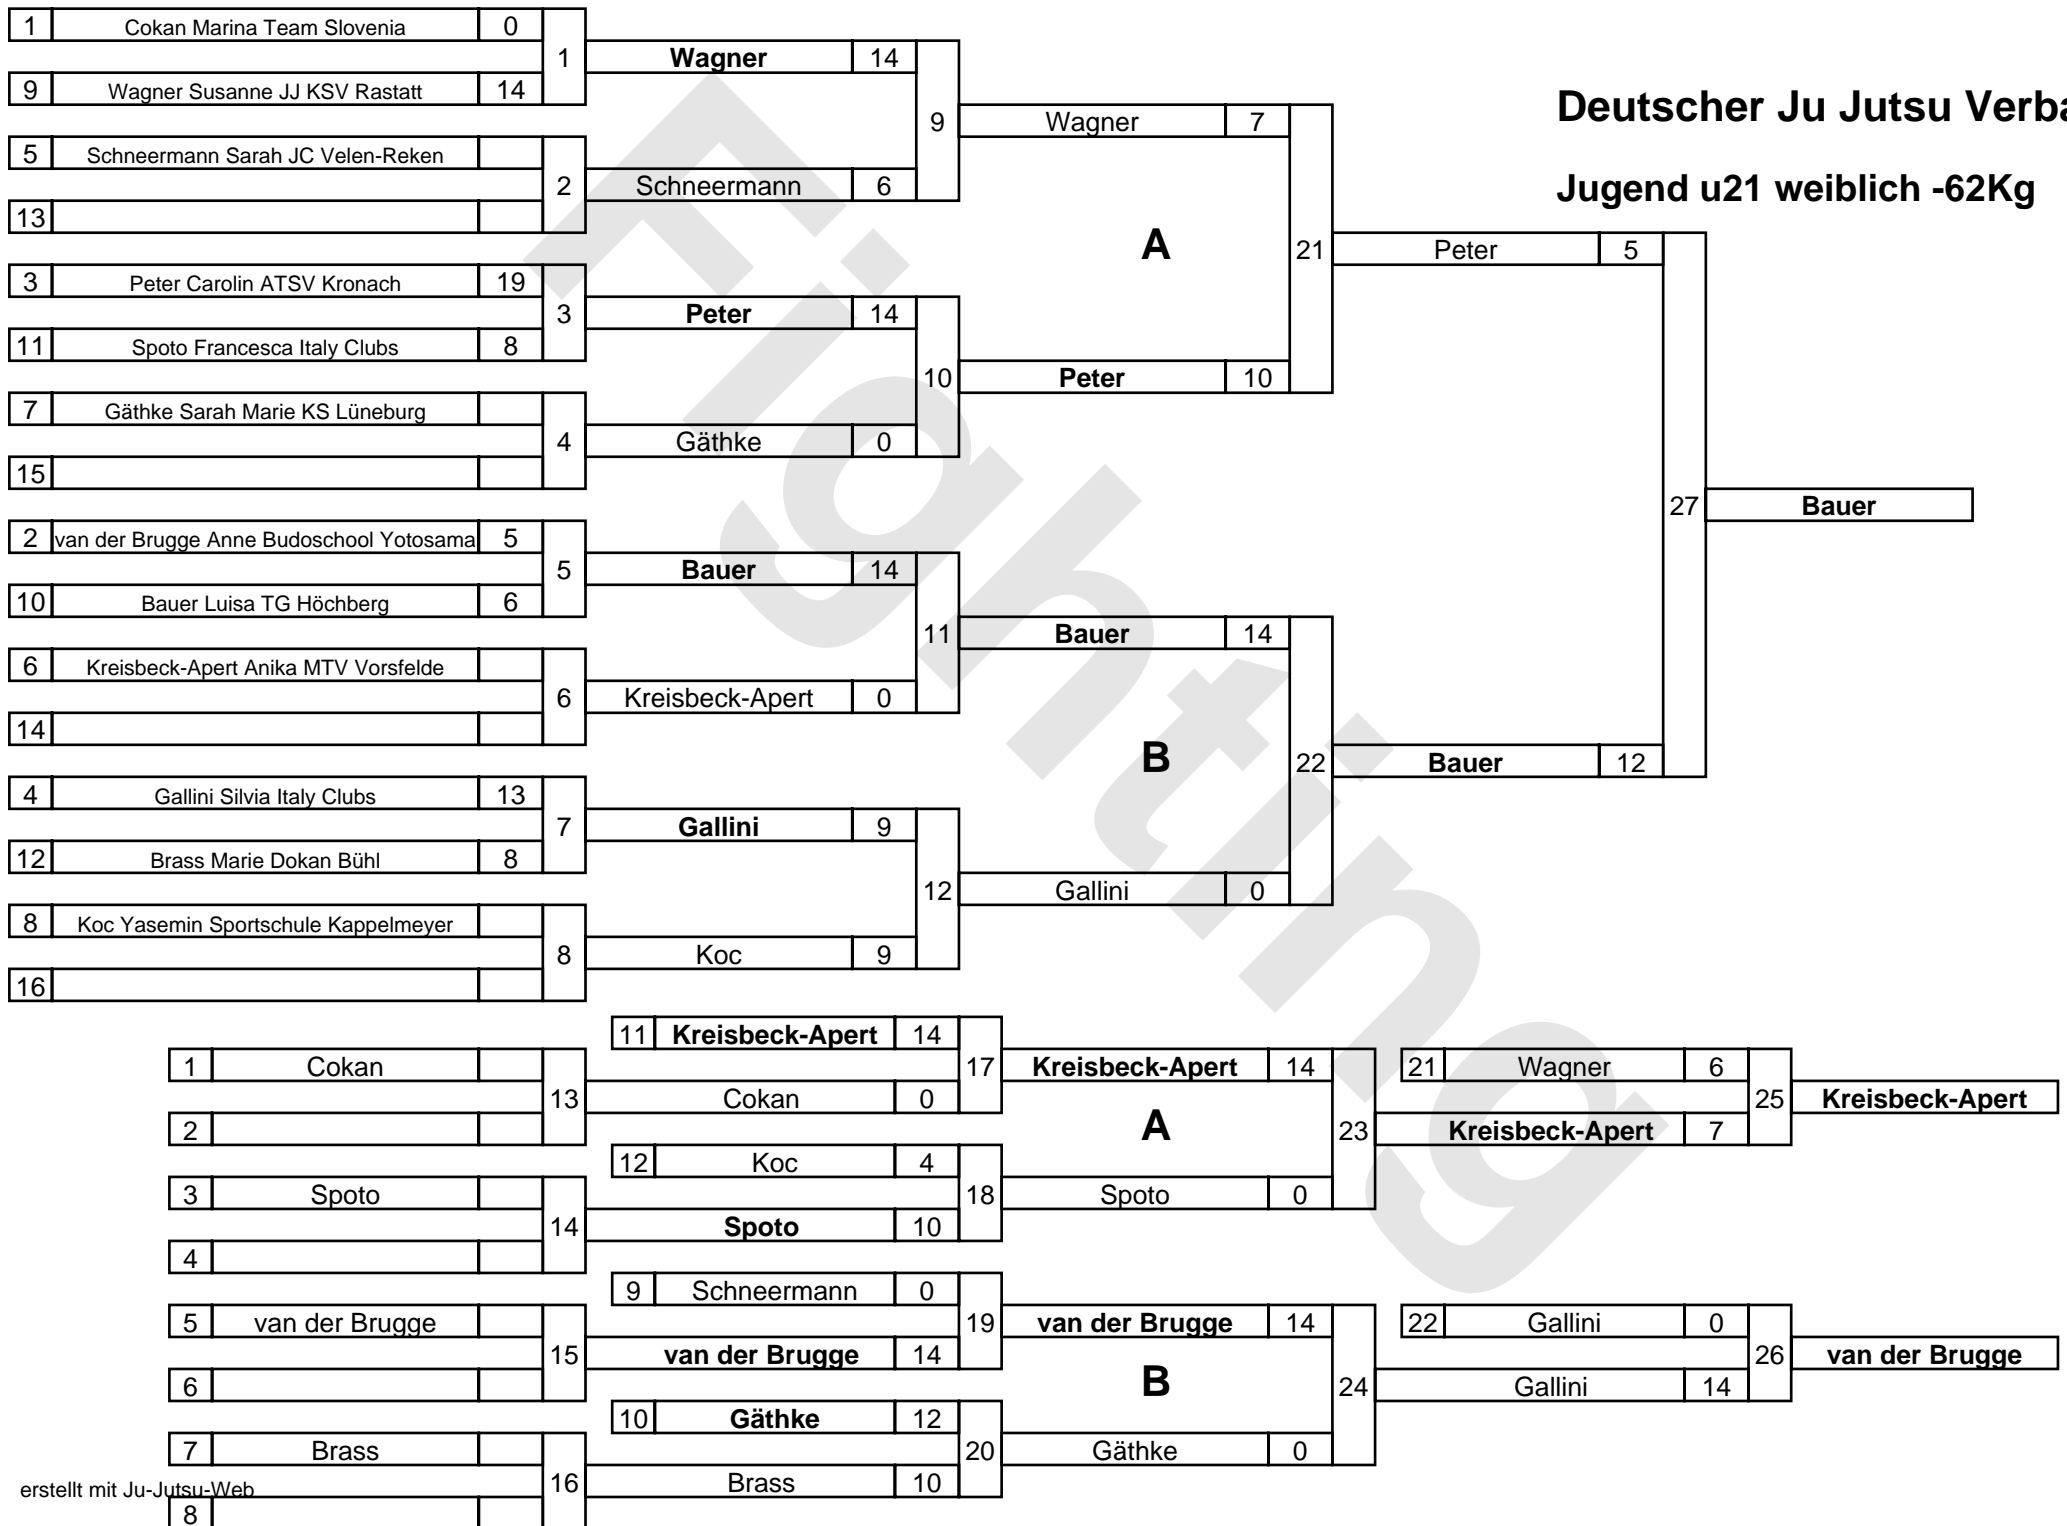 Deutscher Ju Jutsu Verba
Jugend u21 weiblich -62Kg
1 Cokan Marina Team Slovenia 0
1
9 Wagner Susanne JJ KSV Rastatt 14
5 Schneermann Sarah JC Velen-Reken
2
13
3 Peter Carolin ATSV Kronach 19
3
11 Spoto Francesca Italy Clubs 8
7 Gäthke Sarah Marie KS Lüneburg
4
15
2 van der Brugge Anne Budoschool Yotosama 5
5
10 Bauer Luisa TG Höchberg 6
6 Kreisbeck-Apert Anika MTV Vorsfelde
6
14
4 Gallini Silvia Italy Clubs 13
7
12 Brass Marie Dokan Bühl 8
8 Koc Yasemin Sportschule Kappelmeyer
8
16
Wagner 14
9
Schneermann 6
Peter 14
10
Gäthke 0
Bauer 14
11
Kreisbeck-Apert 0
Gallini 9
12
Koc 9
Wagner 7
A
21
Peter 10
Bauer 14
B
22
Gallini 0
Peter 5
27
Bauer 12
Bauer
1 Cokan
13
2
3 Spoto
14
4
5 van der Brugge
15
6
7 Brass
16
8
11 Kreisbeck-Apert 14
17
Cokan 0
12 Koc 4
18
Spoto 10
9 Schneermann 0
19
van der Brugge 14
10 Gäthke 12
20
Brass 10
Kreisbeck-Apert 14
A
23
Spoto 0
van der Brugge 14
B
24
Gäthke 0
21 Wagner 6
25
Kreisbeck-Apert 7
Kreisbeck-Apert
22 Gallini 0
26
Gallini 14
van der Brugge
erstellt mit Ju-Jutsu-Web
Fighting